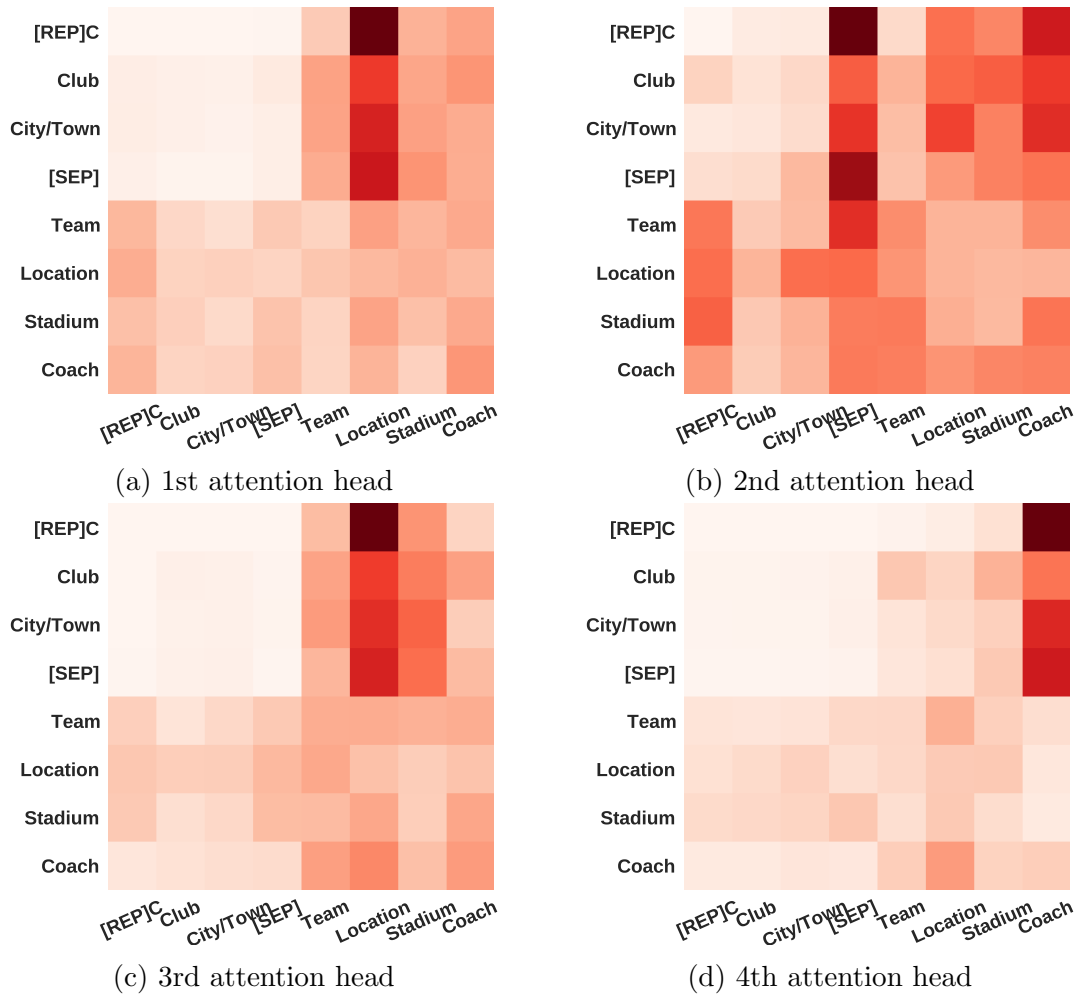 [REP]C
Club
City/Town
[SEP]
Team
Location
Stadium
Coach
[REP]C Club City/Town [SEP] Team Location Stadium Coach
(a) 1st attention head
[REP]C
Club
City/Town
[SEP]
Team
Location
Stadium
Coach
[REP]C Club City/Town [SEP] Team Location Stadium Coach
(b) 2nd attention head
[REP]C
Club
City/Town
[SEP]
Team
Location
Stadium
Coach
[REP]C Club City/Town [SEP] Team Location Stadium Coach
(c) 3rd attention head
[REP]C
Club
City/Town
[SEP]
Team
Location
Stadium
Coach
[REP]C Club City/Town [SEP] Team Location Stadium Coach
(d) 4th attention head